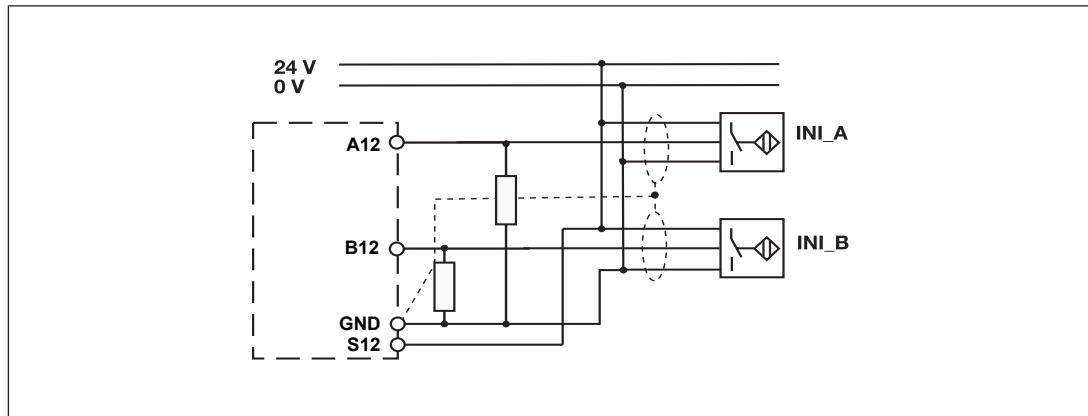 24 V
0 V
A12
INI_A
B12
INI_B
GND
S12